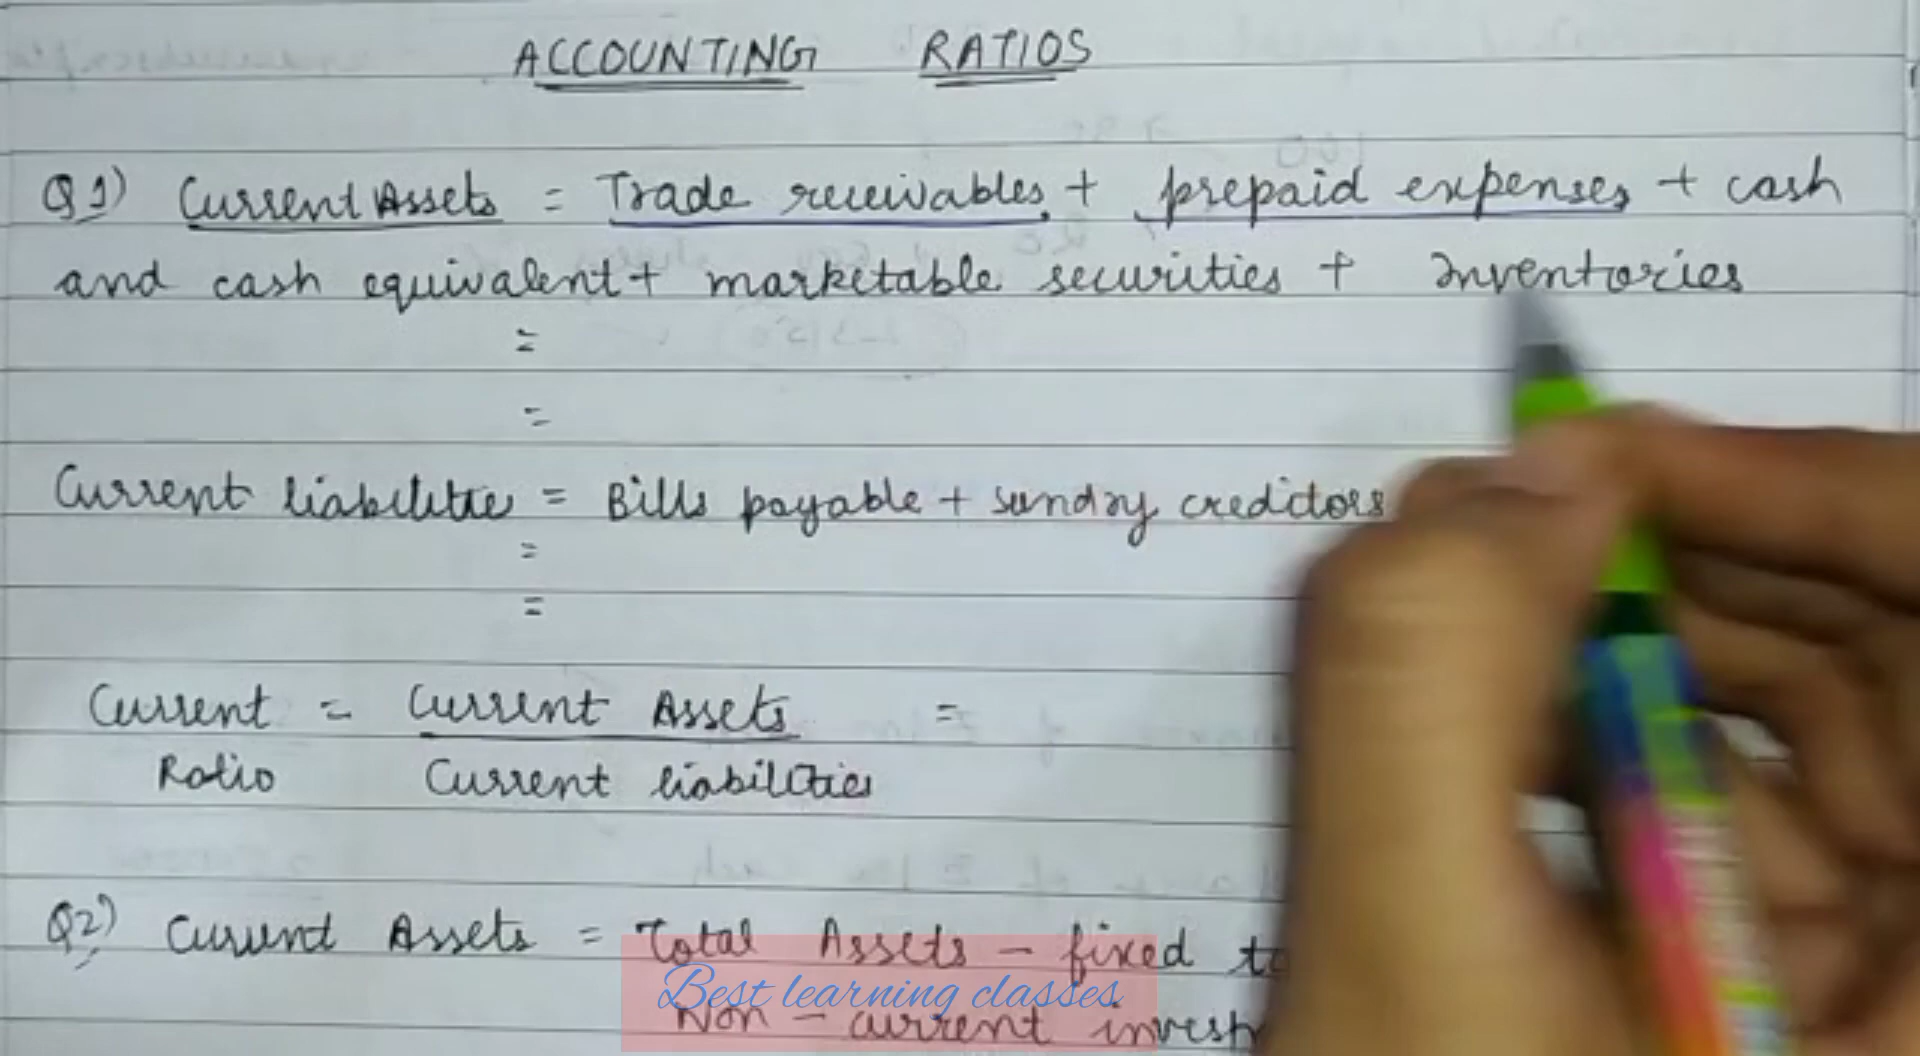 ACCOUNTING RATIOS
Q1) Current Assets = Trade receivables + prepaid expenses + cash
and cash equivalent + marketable securities + Inventories
=
=
Current liabilitie = Bills payable + sundry creditors
=
=
Current = Current Assets =
Ratio Current liabilities
Q2) Current Assets = Total Assets - fixed
Best learning classes
Non - current